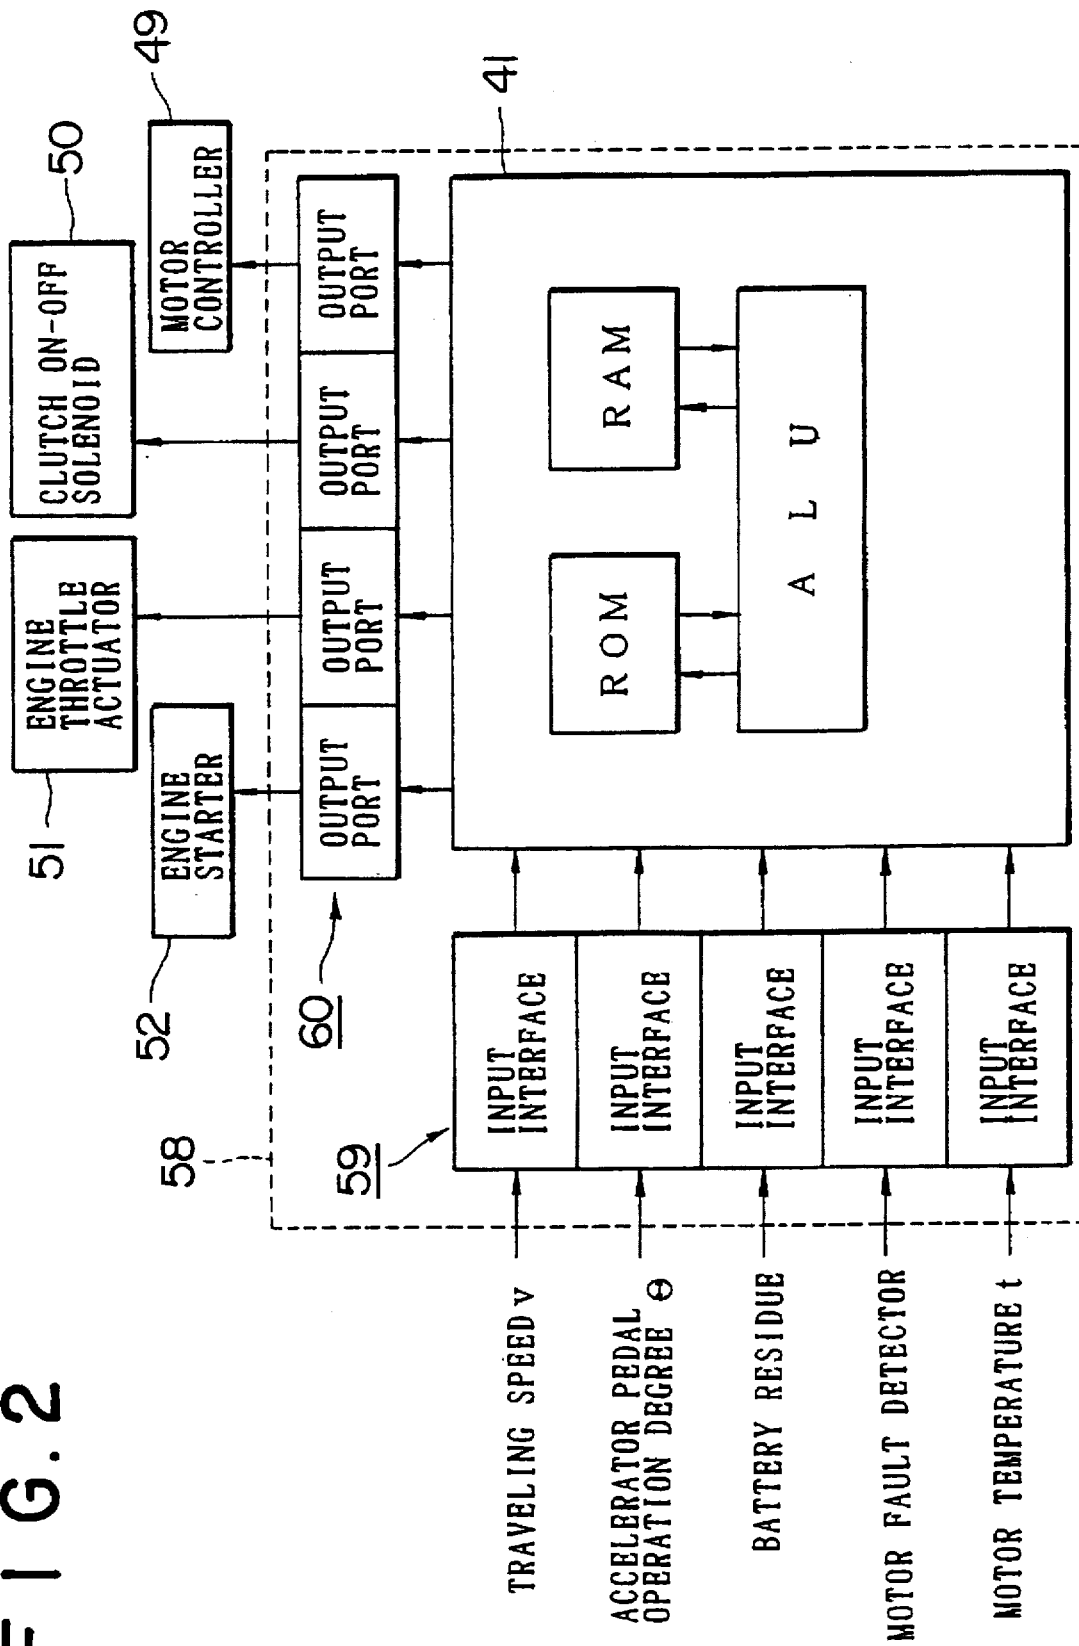 FIG. 2
51
50
49
ENGINE
THROTTLE
ACTUATOR
CLUTCH ON-OFF
SOLENOID
52
ENGINE
STARTER
MOTOR
CONTROLLER
58
60
OUTPUT
PORT
OUTPUT
PORT
OUTPUT
PORT
OUTPUT
PORT
59
41
TRAVELING SPEED v
INPUT
INTERFACE
ACCELERATOR PEDAL
OPERATION DEGREE Θ
INPUT
INTERFACE
BATTERY RESIDUE
INPUT
INTERFACE
MOTOR FAULT DETECTOR
INPUT
INTERFACE
MOTOR TEMPERATURE t
INPUT
INTERFACE
ROM
RAM
ALU